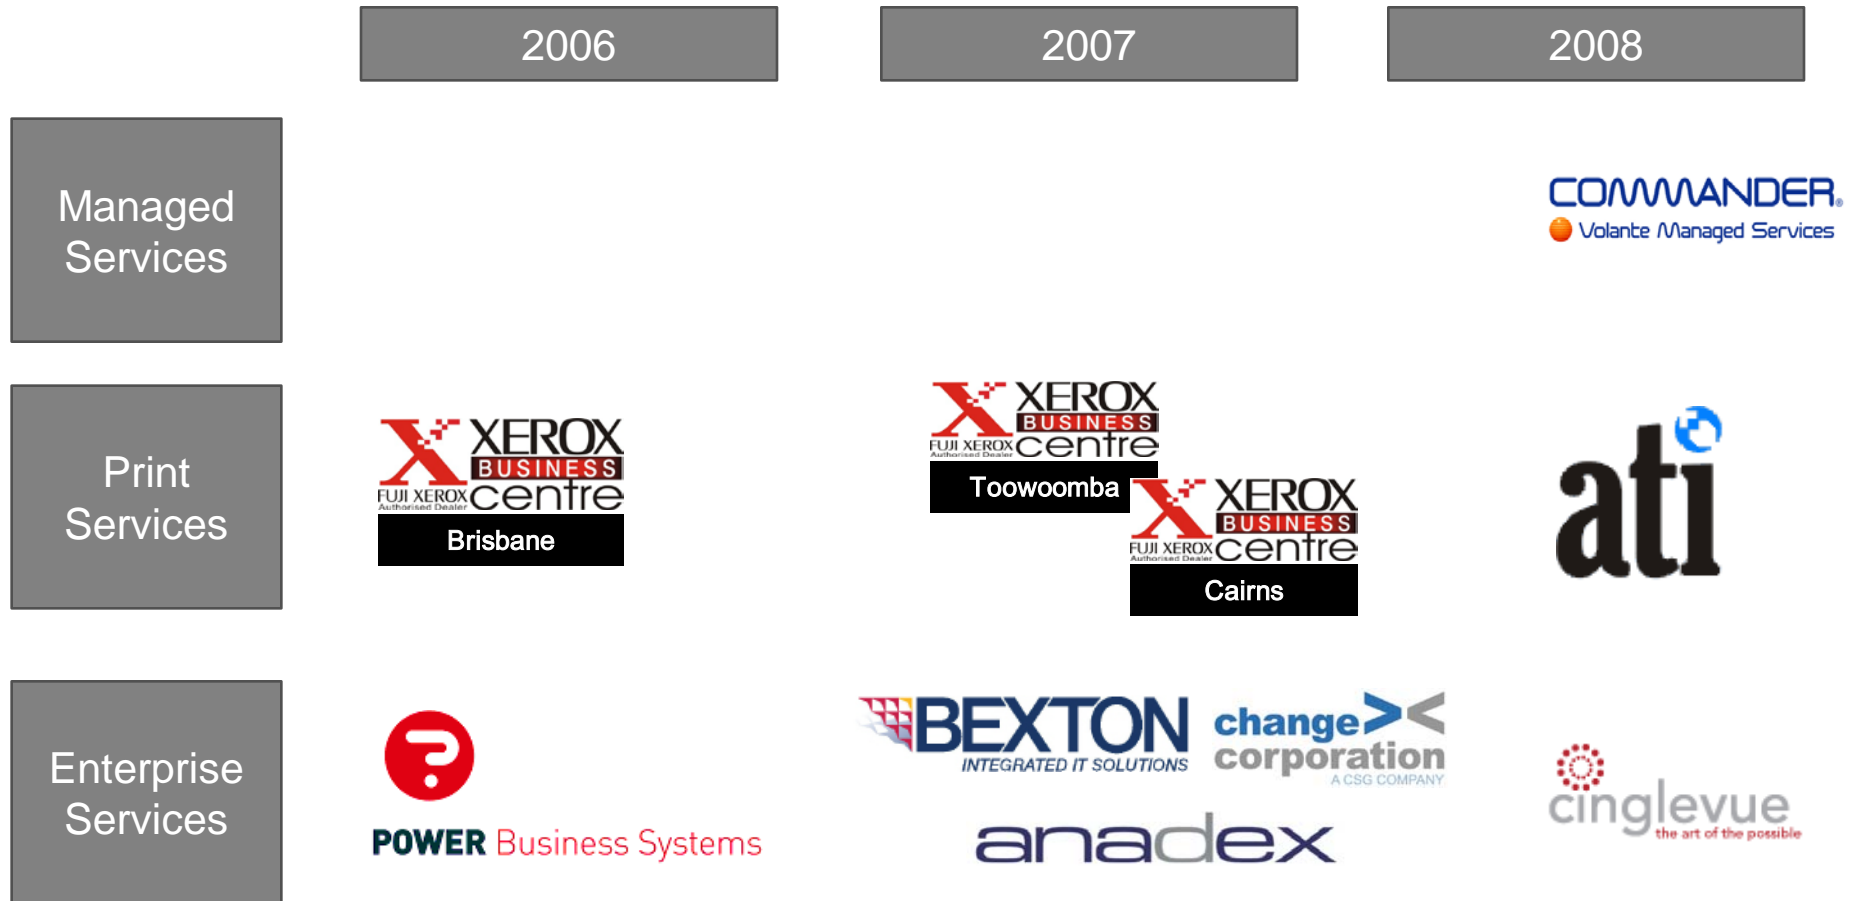 2006
2007
2008
Managed
Services
COMMANDER®
Volante Managed Services
Print
Services
XEROX
BUSINESS
centre
FUJI XEROX
Authorised Dealer
Brisbane
XEROX
BUSINESS
centre
FUJI XEROX
Authorised Dealer
Toowoomba
XEROX
BUSINESS
centre
FUJI XEROX
Authorised Dealer
Cairns
ati
Enterprise
Services
POWER Business Systems
BEXTON
INTEGRATED IT SOLUTIONS
change
corporation
A CSG COMPANY
anadex
cinglevue
the art of the possible